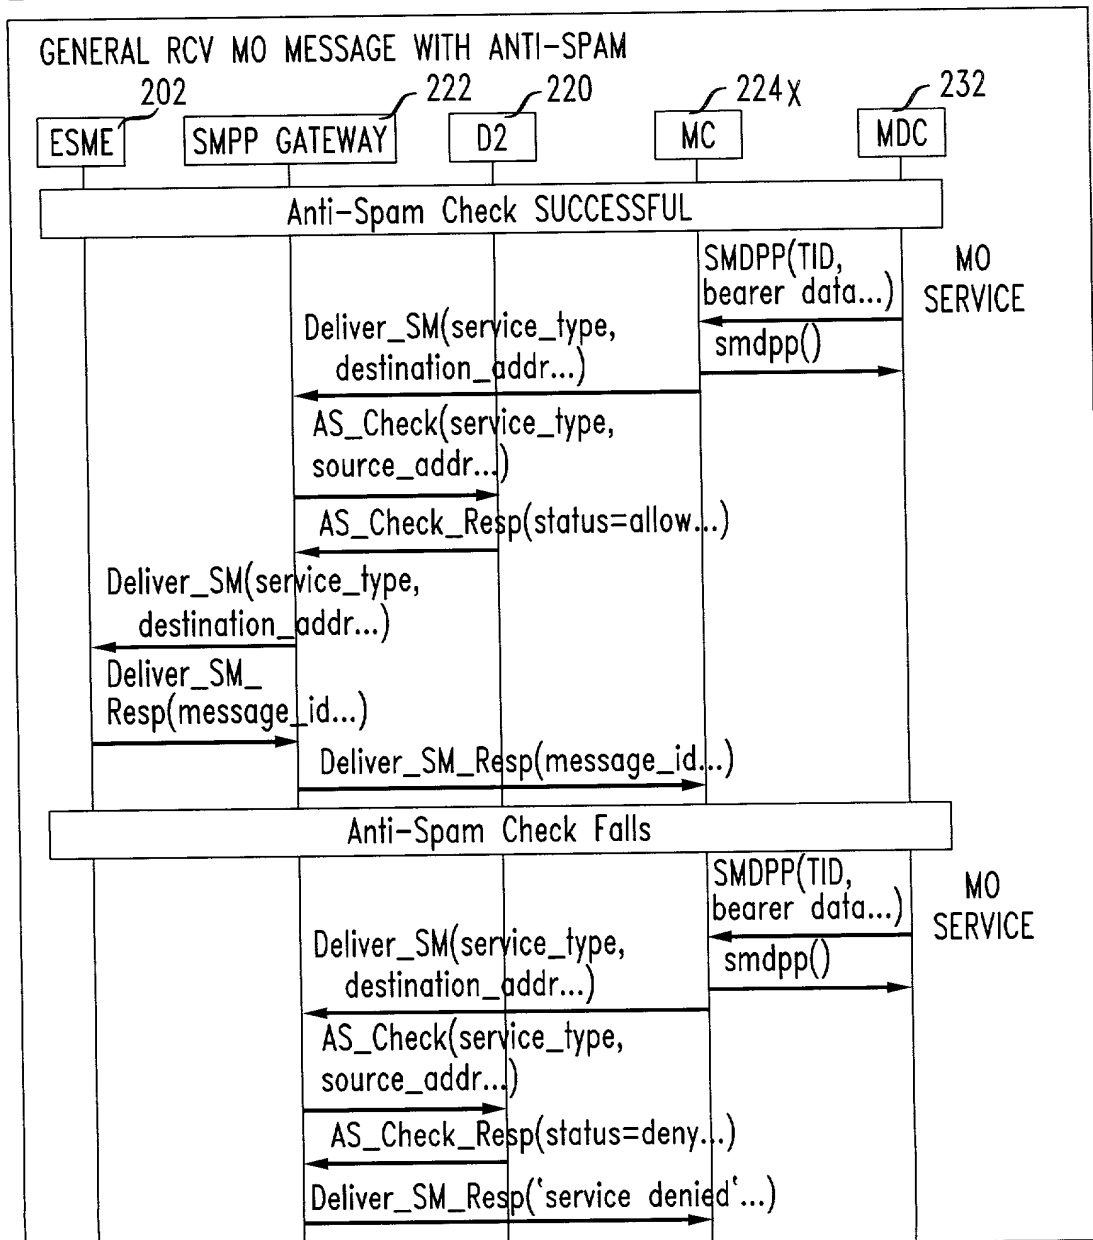 GENERAL RCV MO MESSAGE WITH ANTI-SPAM
202 222 220 224X 232
ESME SMPP GATEWAY D2 MC MDC
Anti-Spam Check SUCCESSFUL
SMDPP(TID,
bearer data...)
MO
SERVICE
smdpp()
Deliver_SM(service_type,
destination_addr...)
AS_Check(service_type,
source_addr...)
AS_Check_Resp(status=allow...)
Deliver_SM(service_type,
destination_addr...)
Deliver_SM_
Resp(message_id...)
Deliver_SM_Resp(message_id...)
Anti-Spam Check Falls
SMDPP(TID,
bearer data...)
MO
SERVICE
smdpp()
Deliver_SM(service_type,
destination_addr...)
AS_Check(service_type,
source_addr...)
AS_Check_Resp(status=deny...)
Deliver_SM_Resp('service denied'...)